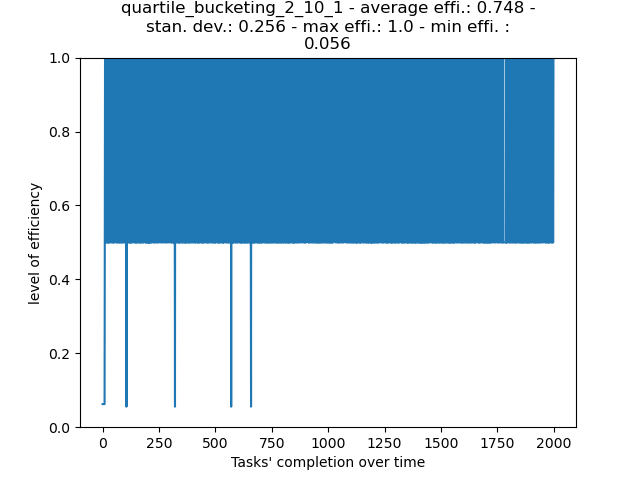 quartile_bucketing_2_10_1 - average effi.: 0.748 -
stan. dev.: 0.256 - max effi.: 1.0 - min effi. :
0.056
1.0
0.8
0.6
0.4
0.2
0.0
level of efficiency
0 250 500 750 1000 1250 1500 1750 2000
Tasks' completion over time